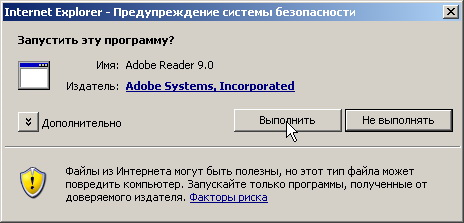 Internet Explorer - Предупреждение системы безопасности
Запустить эту программу?
Имя: Adobe Reader 9.0
Издатель: Adobe Systems, Incorporated
Дополнительно
Выполнить
Не выполнять
Файлы из Интернета могут быть полезны, но этот тип файла может
повредить компьютер. Запускайте только программы, полученные от
доверяемого издателя. Факторы риска